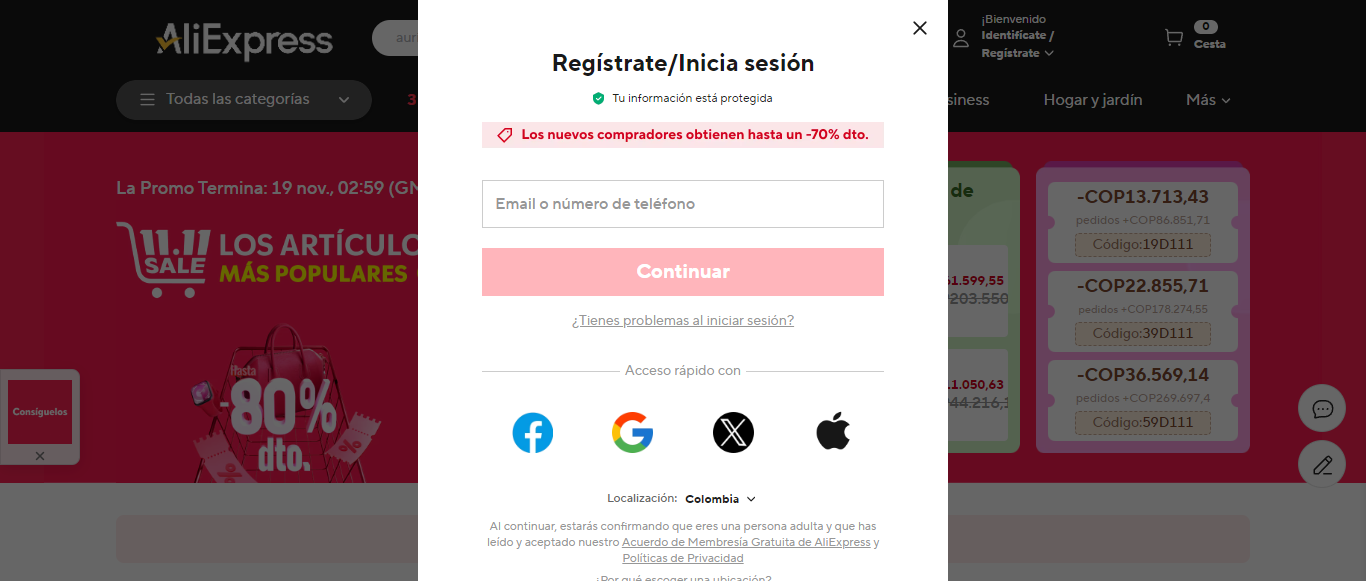 AliExpress
aur
¡Bienvenido
Identifícate /
Regístrate
0
Cesta
Todas las categorías
3
siness
Hogar y jardín
Más
Regístrate/Inicia sesión
Tu información está protegida
Los nuevos compradores obtienen hasta un -70% dto.
Email o número de teléfono
Continuar
¿Tienes problemas al iniciar sesión?
Acceso rápido con
Localización: Colombia
Al continuar, estarás confirmando que eres una persona adulta y que has
leído y aceptado nuestro Acuerdo de Membresía Gratuita de AliExpress y
Políticas de Privacidad
¿Por qué escoger una ubicación?
La Promo Termina: 19 nov., 02:59 (GM
11.11
SALE
LOS ARTÍCULO
MÁS POPULARES
Hasta
-80%
dto.
Consíguelos
de
61.599,55
203.550
11.050,63
44.216,1
-COP13.713,43
pedidos +COP86.851,71
Código:19D111
-COP22.855,71
pedidos +COP178.274,55
Código:39D111
-COP36.569,14
pedidos +COP269.697,4
Código:59D111